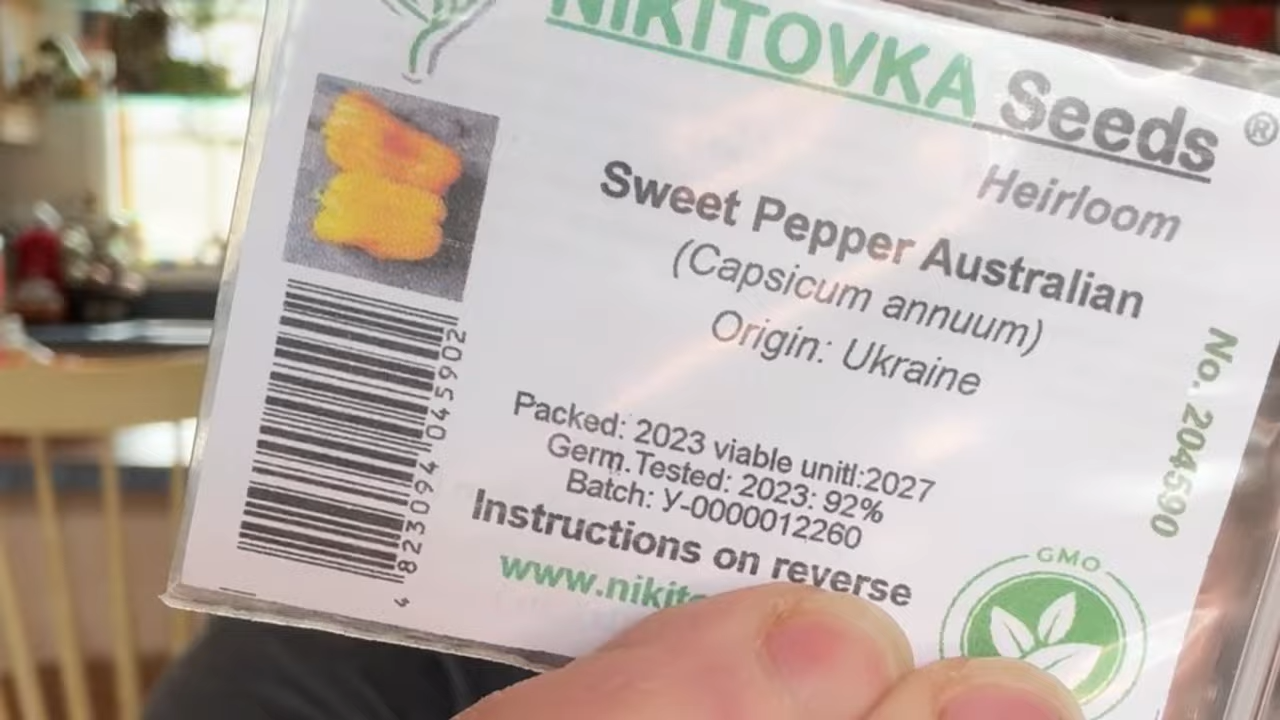 NIKITOVKA Seeds ®
Heirloom
Sweet Pepper Australian
(Capsicum annuum)
Origin: Ukraine
Packed: 2023 viable unitl:2027
Germ.Tested: 2023: 92%
Batch: У-0000012260
Instructions on reverse
www.nikito
No. 204590
4 823094 045902
GMO